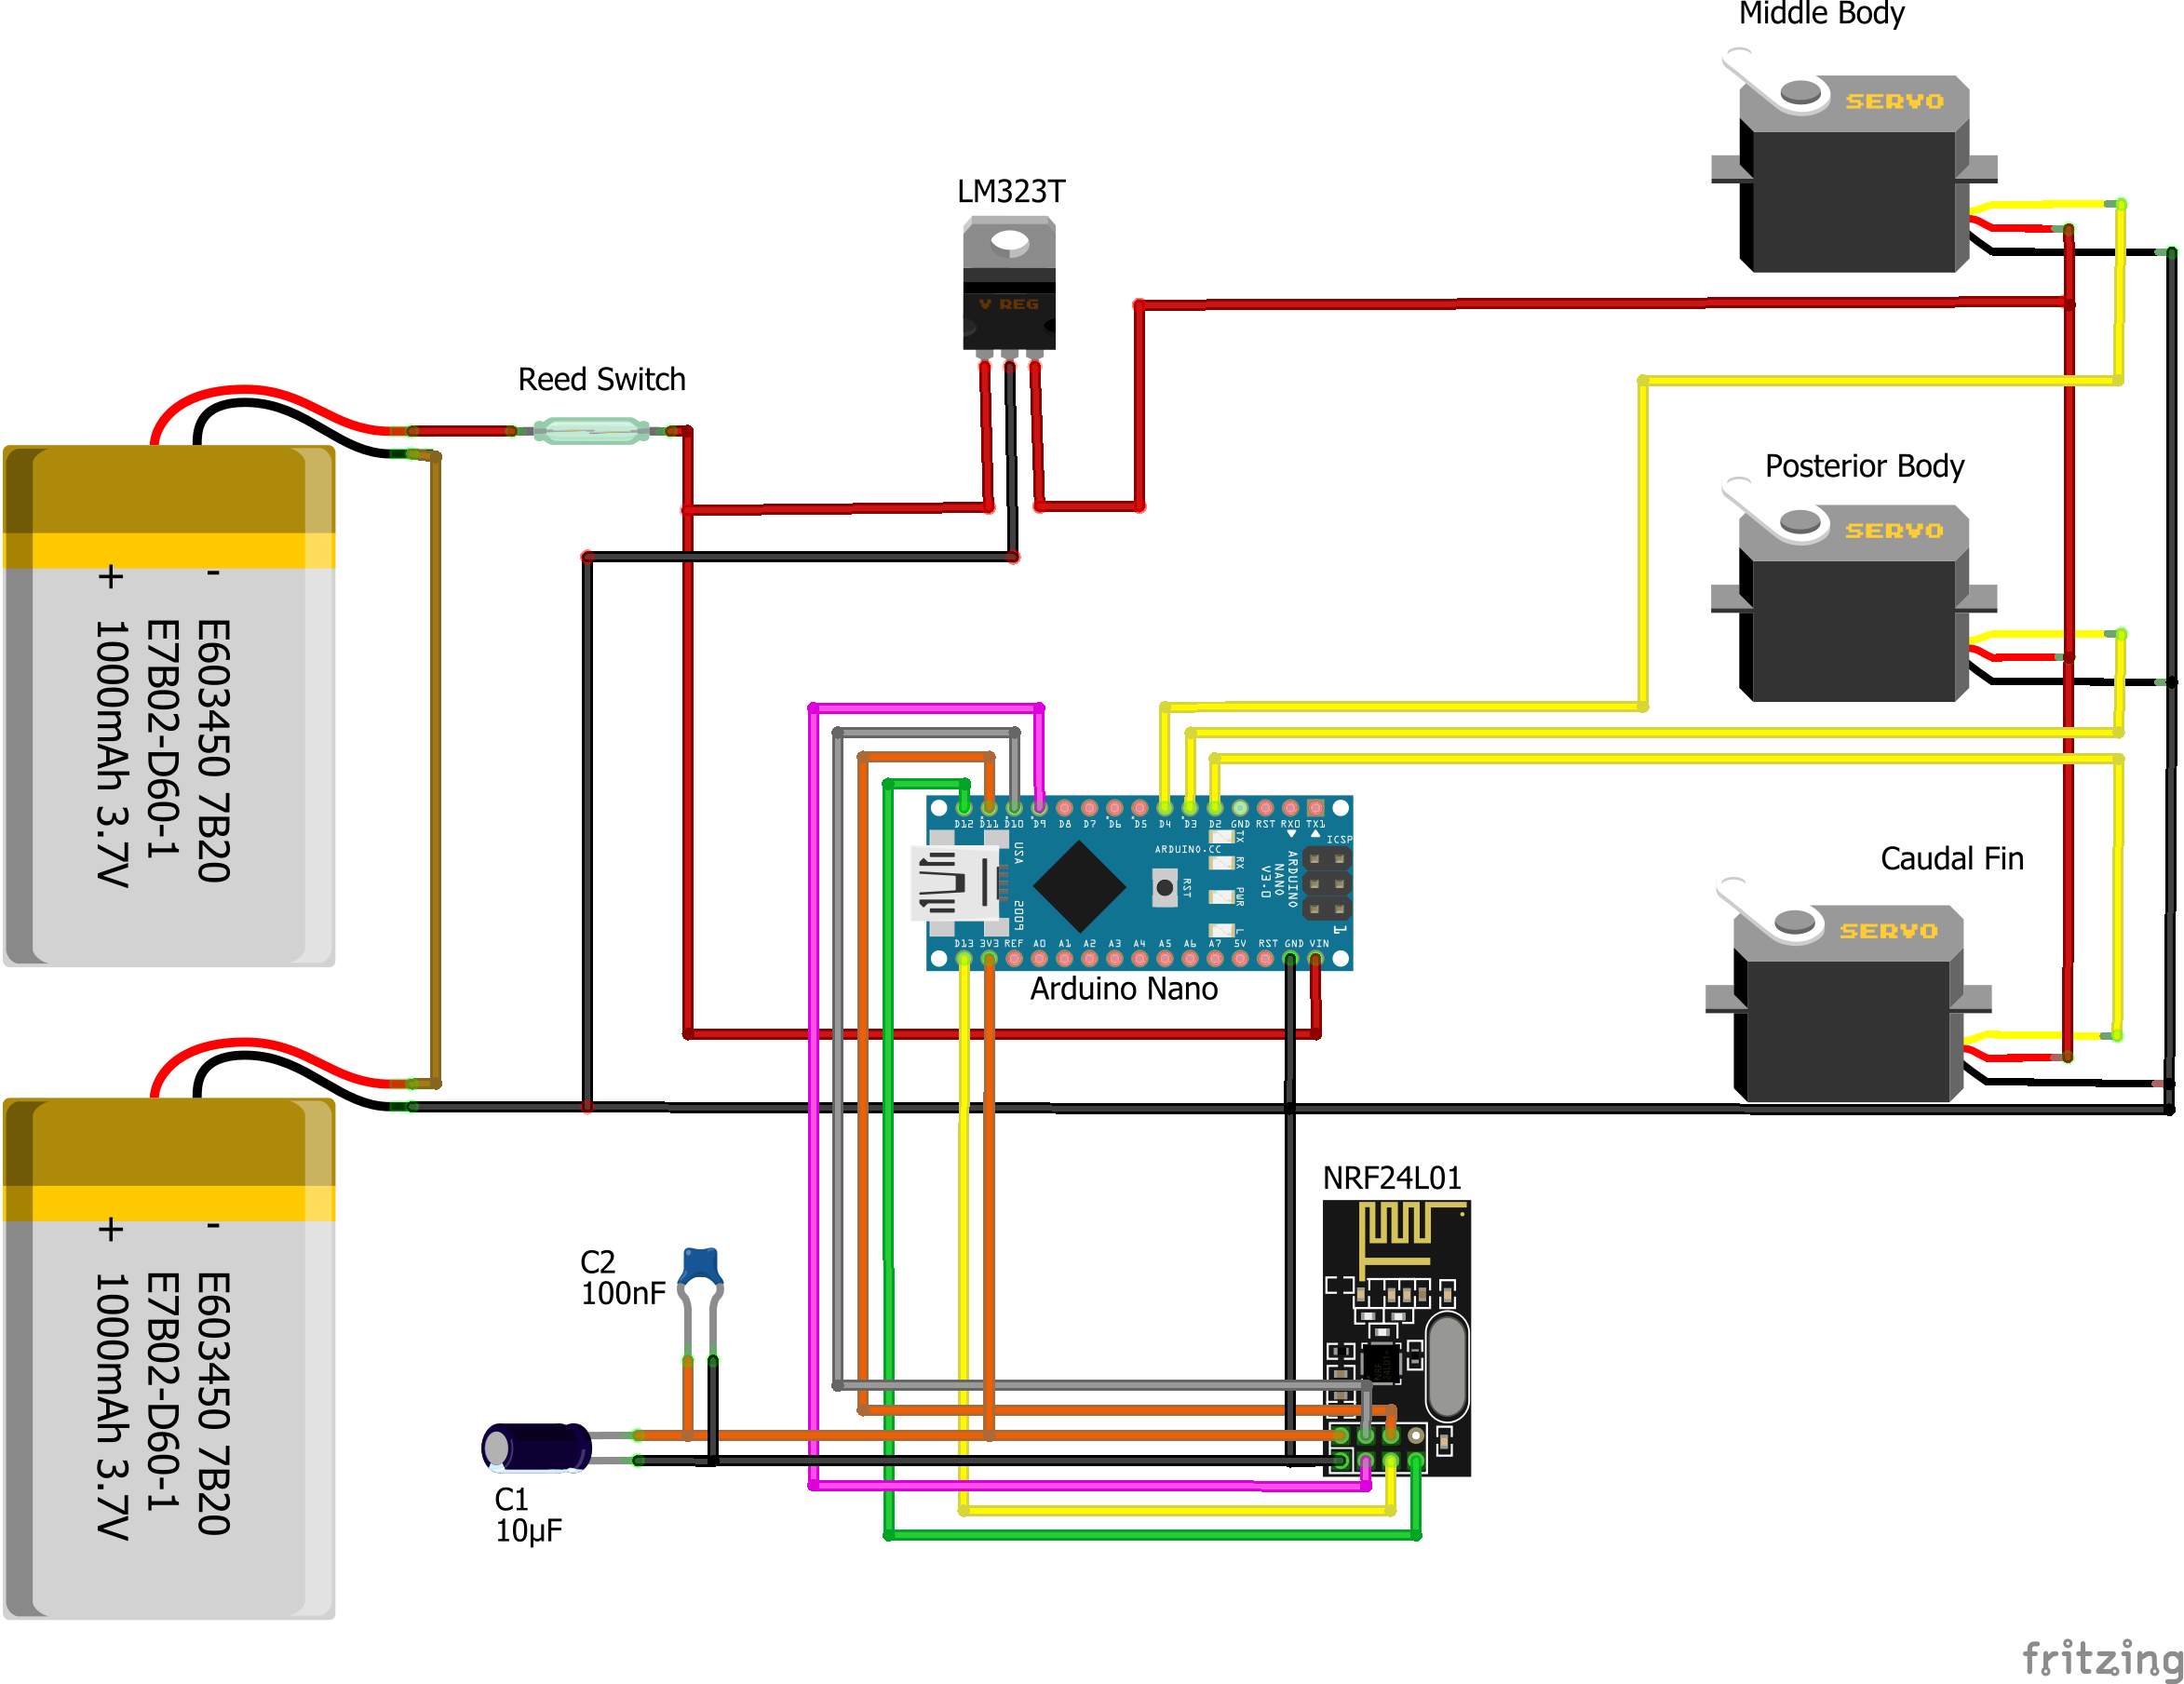 Middle Body
SERVO
LM323T
V REG
Reed Switch
Posterior Body
SERVO
+ -
E603450 7B20
E7B02-D60-1
1000mAh 3.7V
D12 D11 D10 D9 D8 D7 D6 D5 D4 D3 D2 GND RST RX0 TX1
TX
RX
PWR
L
ICSP
1
ARDUINO.CC
ARDUINO
NANO
V3.0
RST
USA
2009
D13 3V3 REF A0 A1 A2 A3 A4 A5 A6 A7 5V RST GND VIN
Arduino Nano
Caudal Fin
SERVO
+ -
E603450 7B20
E7B02-D60-1
1000mAh 3.7V
NRF24L01
NRF
24L01+
C2
100nF
C1
10µF
fritzing